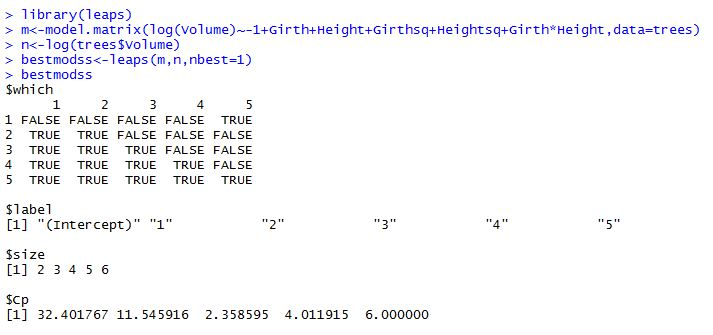 > library(leaps)
> m<-model.matrix(log(Volume)~-1+Girth+Height+Girthsq+Heightsq+Girth*Height,data=trees)
> n<-log(trees$Volume)
> bestmodss<-leaps(m,n,nbest=1)
> bestmodss
$which
      1     2     3     4     5
1 FALSE FALSE FALSE FALSE  TRUE
2  TRUE  TRUE FALSE FALSE FALSE
3  TRUE  TRUE  TRUE FALSE FALSE
4  TRUE  TRUE  TRUE  TRUE FALSE
5  TRUE  TRUE  TRUE  TRUE  TRUE
$label
[1] "(Intercept)" "1"           "2"           "3"           "4"           "5"
$size
[1] 2 3 4 5 6
$Cp
[1] 32.401767 11.545916  2.358595  4.011915  6.000000